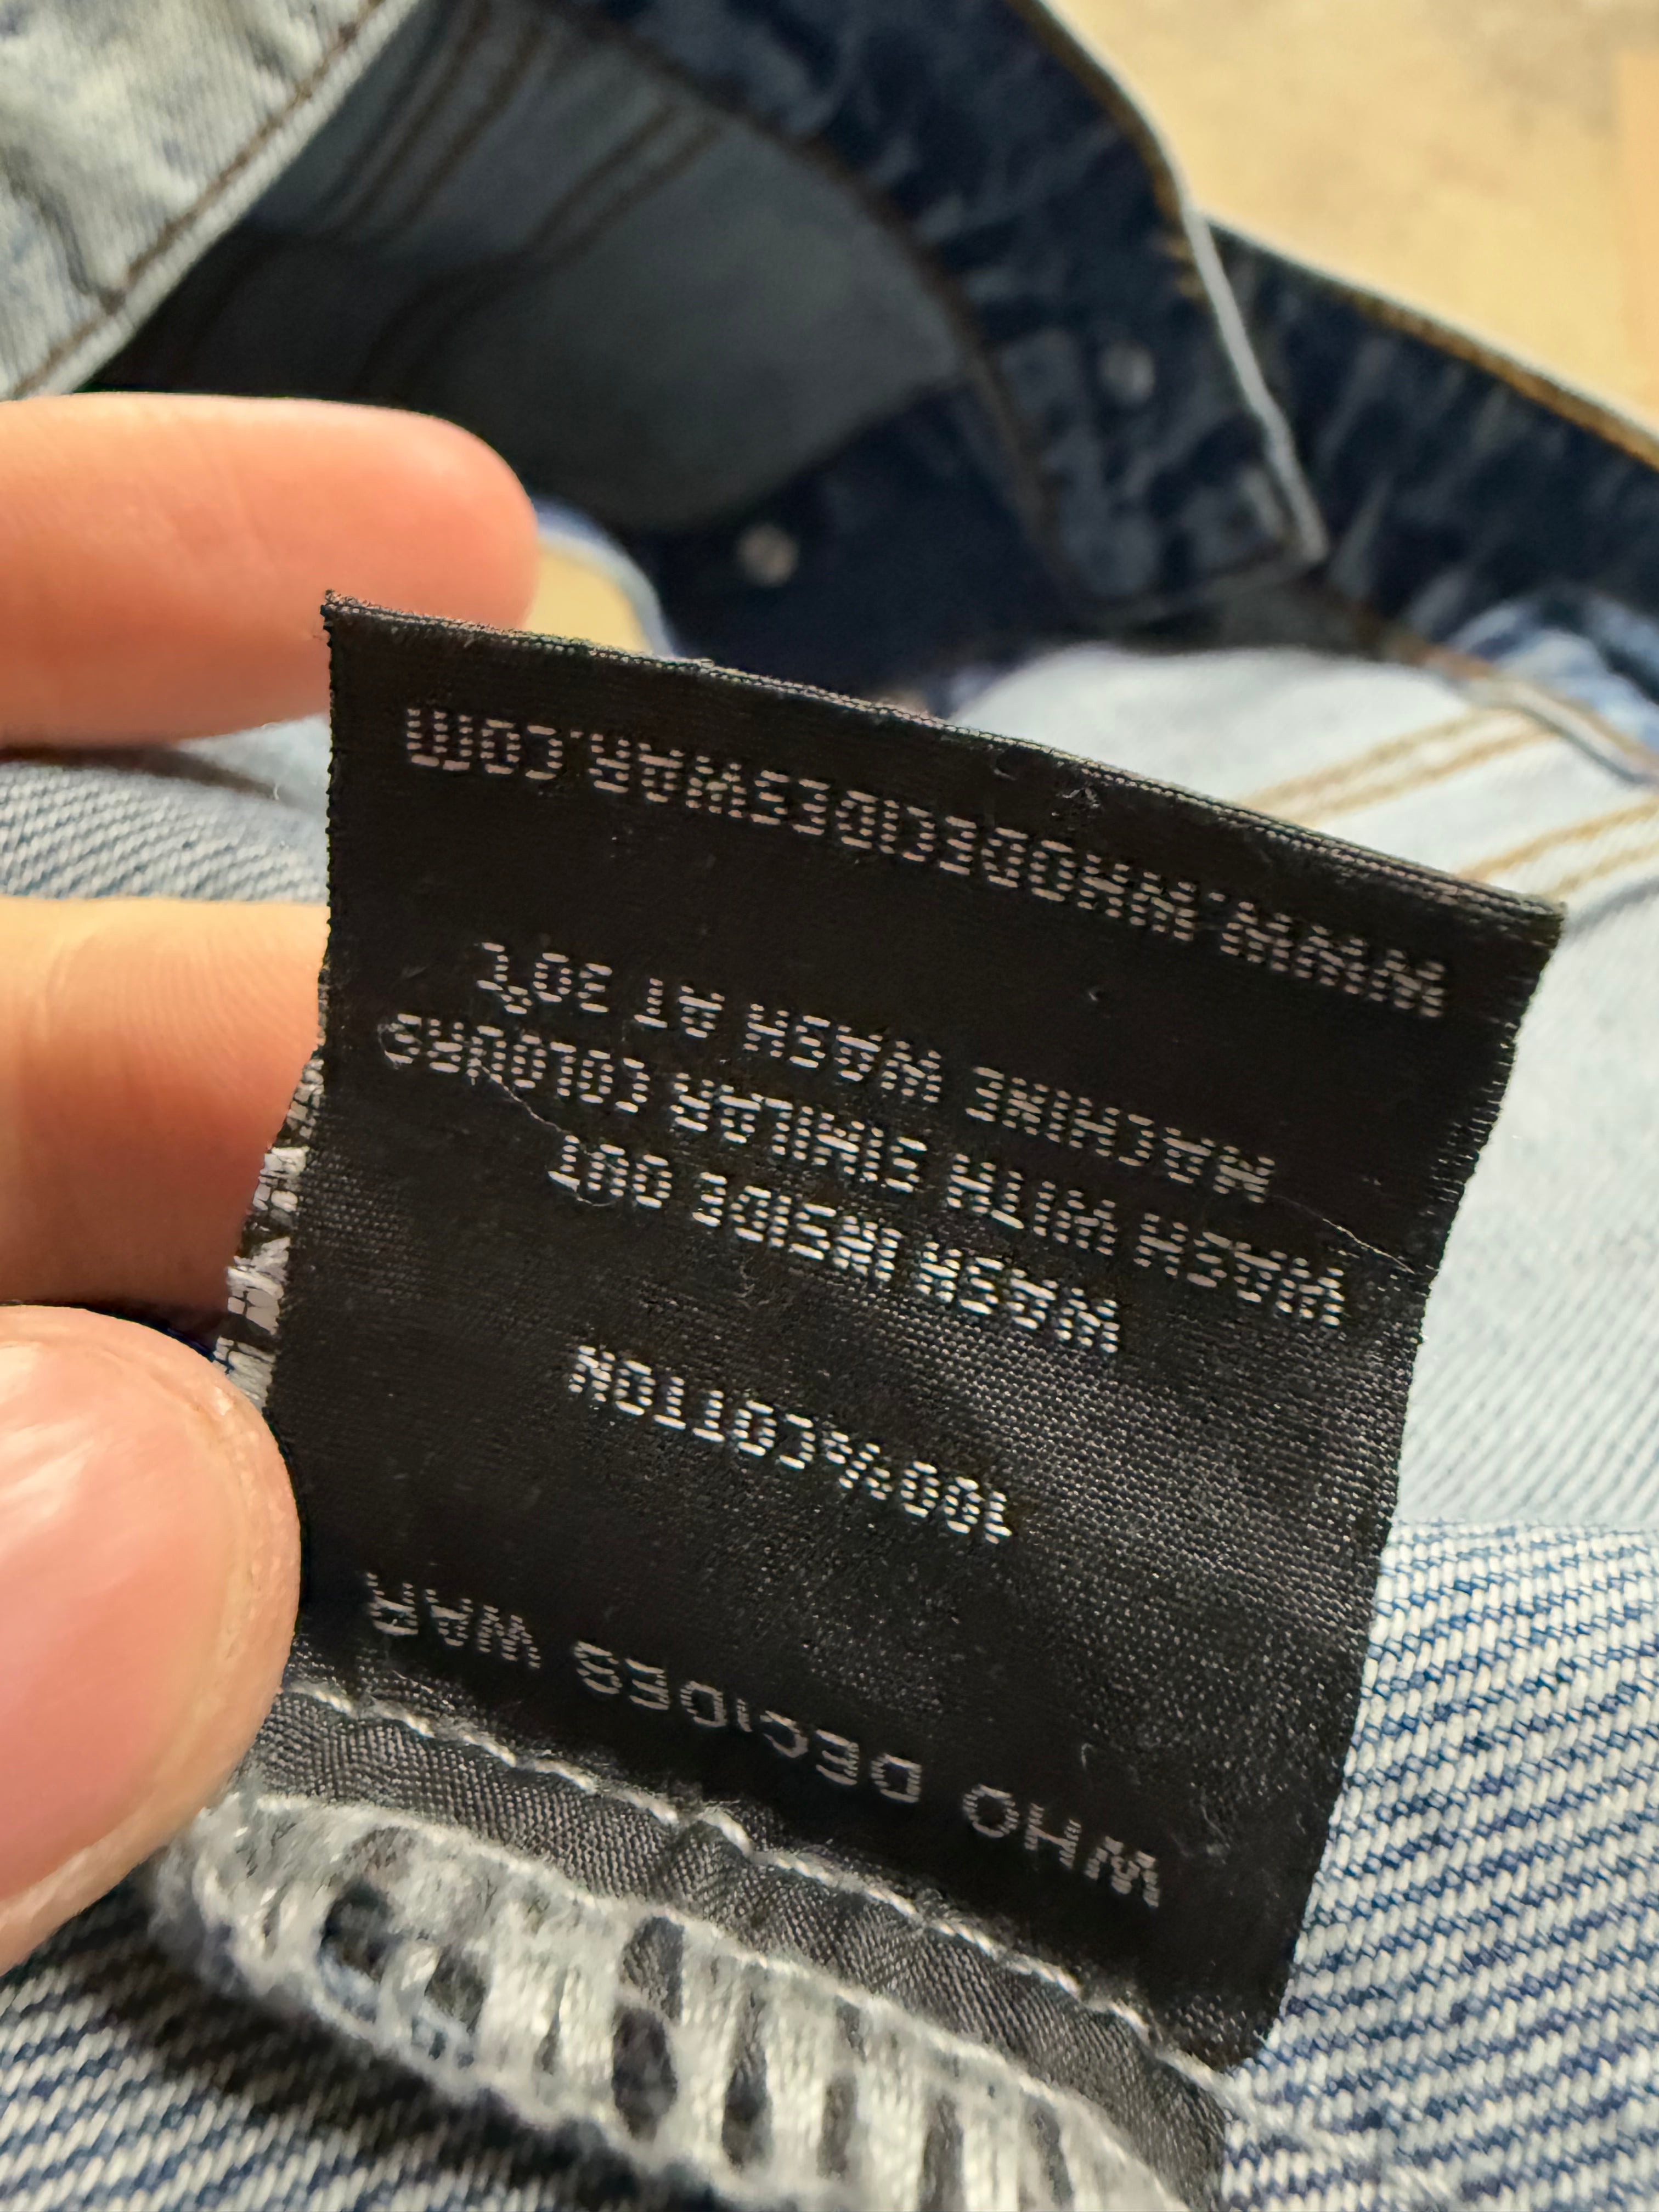 WHO DECIDES WAR
100%COTTON
WASH INSIDE OUT
WASH WITH SIMILAR COLOURS
MACHINE WASH AT 30°C
WWW.WHODECIDESWAR.COM